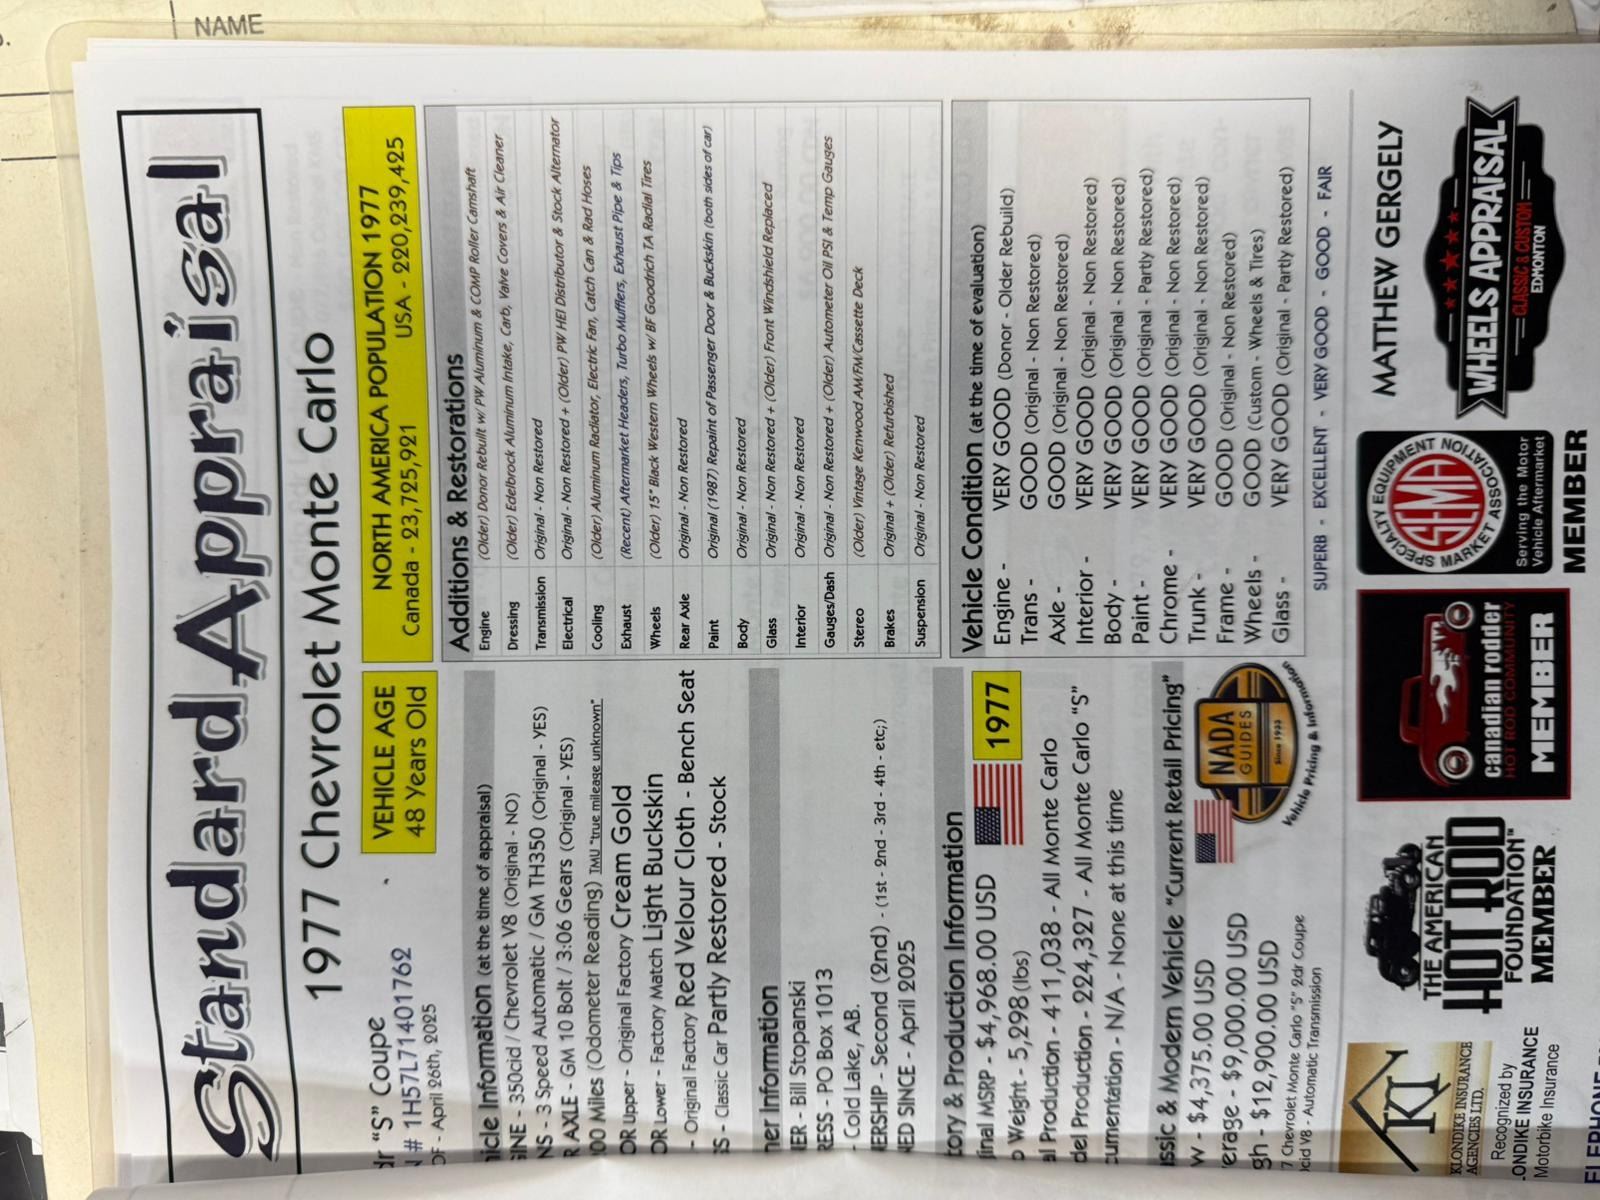 NAME
Standard Appraisal
1977 Chevrolet Monte Carlo
dr "S" Coupe
# 1H57L71401762
OF - April 26th, 2025
VEHICLE AGE
48 Years Old
NORTH AMERICA POPULATION 1977
Canada - 23,725,921 USA - 220,239,425
icle Information (at the time of appraisal)
INE - 350cid / Chevrolet V8 (Original - NO)
NS - 3 Speed Automatic / GM TH350 (Original - YES)
R AXLE - GM 10 Bolt / 3:06 Gears (Original - YES)
00 Miles (Odometer Reading) TMU "true mileage unknown"
OR Upper - Original Factory Cream Gold
OR Lower - Factory Match Light Buckskin
- Original Factory Red Velour Cloth - Bench Seat
S - Classic Car Partly Restored - Stock
ner Information
ER - Bill Stopanski
RESS - PO Box 1013
- Cold Lake, AB.
ERSHIP - Second (2nd) - (1st - 2nd - 3rd - 4th - etc;)
ED SINCE - April 2025
tory & Production Information
inal MSRP - $4,968.00 USD
1977
Weight - 5,298 (lbs)
al Production - 411,038 - All Monte Carlo
del Production - 224,327 - All Monte Carlo "S"
cumentation - N/A - None at this time
ssic & Modern Vehicle "Current Retail Pricing"
w - $4,375.00 USD
erage - $9,000.00 USD
gh - $12,900.00 USD
7 Chevrolet Monte Carlo "S" 2dr Coupe
cid V8 - Automatic Transmission
NADA
GUIDES
Since 1933
Vehicle Pricing & Information
Additions & Restorations
Engine (Older) Donor Rebuilt w/ PW Aluminum & COMP Roller Camshaft
Dressing (Older) Edelbrock Aluminum Intake, Carb, Valve Covers & Air Cleaner
Transmission Original - Non Restored
Electrical Original - Non Restored + (Older) PW HEI Distributor & Stock Alternator
Cooling (Older) Aluminum Radiator, Electric Fan, Catch Can & Rad Hoses
Exhaust (Recent) Aftermarket Headers, Turbo Mufflers, Exhaust Pipe & Tips
Wheels (Older) 15" Black Western Wheels w/ BF Goodrich TA Radial Tires
Rear Axle Original - Non Restored
Paint Original (1987) Repaint of Passenger Door & Buckskin (both sides of car)
Body Original - Non Restored
Glass Original - Non Restored + (Older) Front Windshield Replaced
Interior Original - Non Restored
Gauges/Dash Original - Non Restored + (Older) Autometer Oil PSI & Temp Gauges
Stereo (Older) Vintage Kenwood AM/FM/Cassette Deck
Brakes Original + (Older) Refurbished
Suspension Original - Non Restored
Vehicle Condition (at the time of evaluation)
Engine - VERY GOOD (Donor - Older Rebuild)
Trans - GOOD (Original - Non Restored)
Axle - GOOD (Original - Non Restored)
Interior - VERY GOOD (Original - Non Restored)
Body - VERY GOOD (Original - Non Restored)
Paint - VERY GOOD (Original - Partly Restored)
Chrome - VERY GOOD (Original - Non Restored)
Trunk - VERY GOOD (Original - Non Restored)
Frame - GOOD (Original - Non Restored)
Wheels - GOOD (Custom - Wheels & Tires)
Glass - VERY GOOD (Original - Partly Restored)
SUPERB - EXCELLENT - VERY GOOD - GOOD - FAIR
KI
KLONDIKE INSURANCE
AGENCIES LTD.
Recognized by
ONDIKE INSURANCE
Motorbike Insurance
THE AMERICAN
HOT ROD
FOUNDATION™
MEMBER
canadian rodder
HOT ROD COMMUNITY
MEMBER
SPECIALTY EQUIPMENT MARKET ASSOCIATION
SEMA
Serving the Motor
Vehicle Aftermarket
MEMBER
MATTHEW GERGELY
WHEELS APPRAISAL
CLASSIC & CUSTOM
EDMONTON